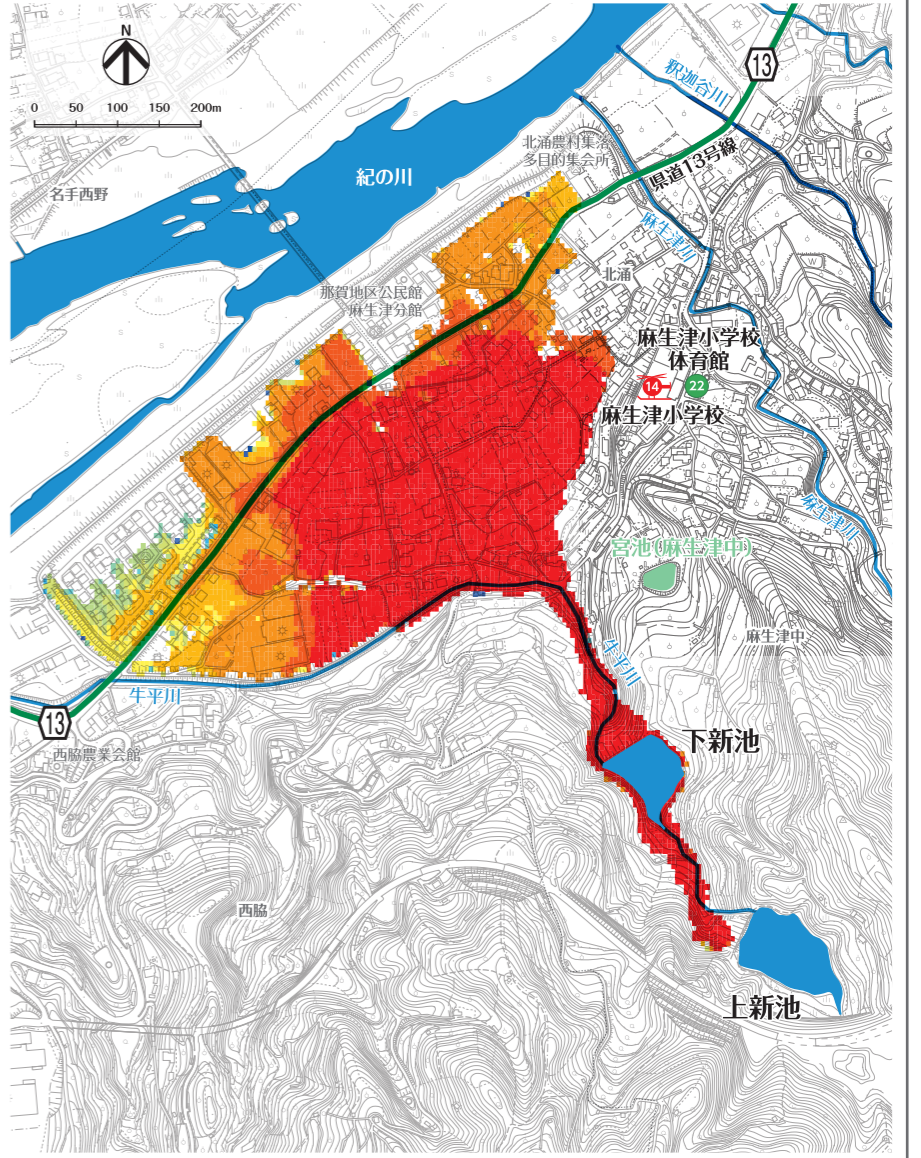 N
0 50 100 150 200m
13
釈迦谷川
北涌農村集落
多目的集会所
県道13号線
紀の川
名手西野
麻生津川
北涌
那賀地区公民館
麻生津分館
麻生津小学校
体育館
14
22
麻生津小学校
麻生津川
宮池(麻生津中)
麻生津中
牛平川
牛平川
13
西脇農業会館
下新池
西脇
上新池